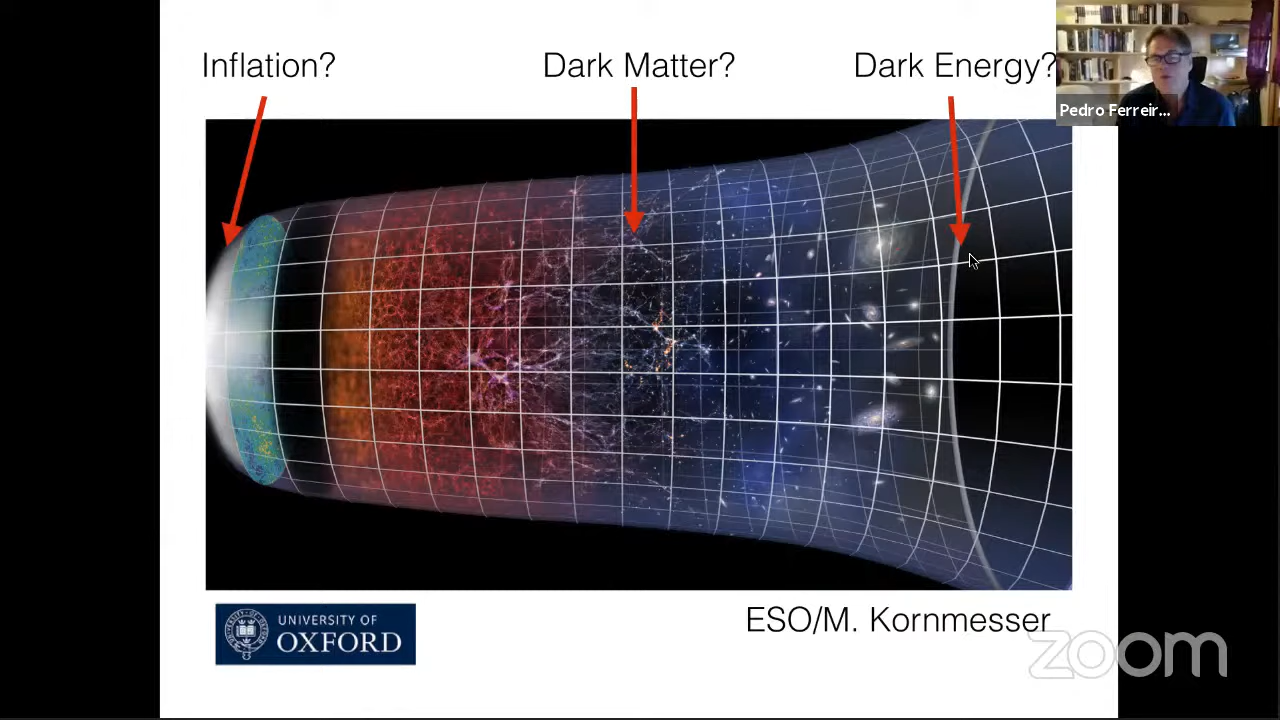 Inflation?
Dark Matter?
Dark Energy?
Pedro Ferreir...
UNIVERSITY OF
OXFORD
ESO/M. Kornmesser
zoom